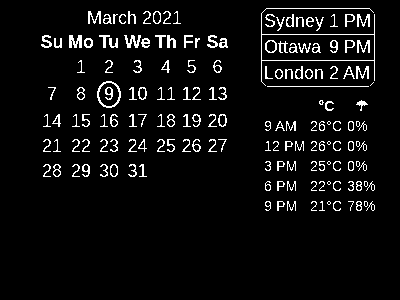 March 2021
Su Mo Tu We Th Fr Sa
1 2 3 4 5 6
7 8 9 10 11 12 13
14 15 16 17 18 19 20
21 22 23 24 25 26 27
28 29 30 31
Sydney 1 PM
Ottawa 9 PM
London 2 AM
°C
9 AM 26°C 0%
12 PM 26°C 0%
3 PM 25°C 0%
6 PM 22°C 38%
9 PM 21°C 78%